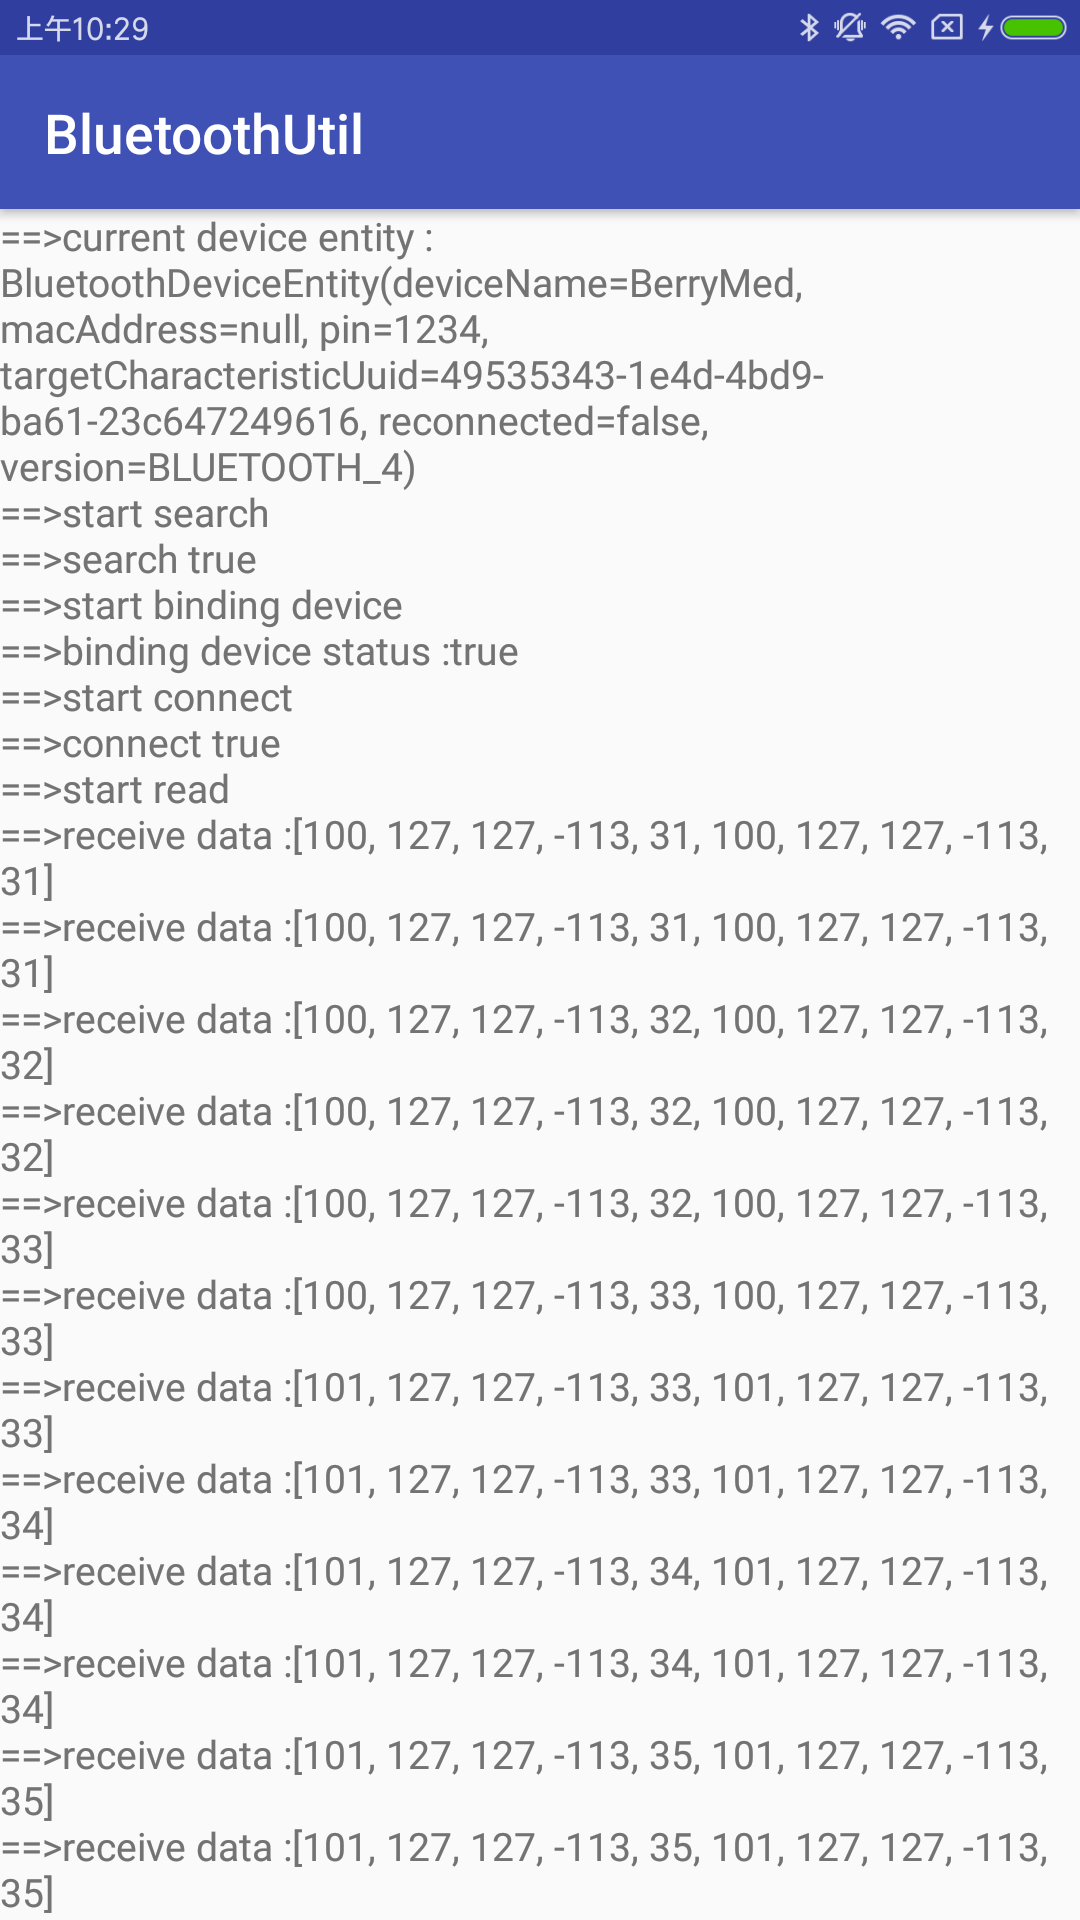 上午10:29
BluetoothUtil
==>current device entity :
BluetoothDeviceEntity(deviceName=BerryMed,
macAddress=null, pin=1234,
targetCharacteristicUuid=49535343-1e4d-4bd9-
ba61-23c647249616, reconnected=false,
version=BLUETOOTH_4)
==>start search
==>search true
==>start binding device
==>binding device status :true
==>start connect
==>connect true
==>start read
==>receive data :[100, 127, 127, -113, 31, 100, 127, 127, -113,
31]
==>receive data :[100, 127, 127, -113, 31, 100, 127, 127, -113,
31]
==>receive data :[100, 127, 127, -113, 32, 100, 127, 127, -113,
32]
==>receive data :[100, 127, 127, -113, 32, 100, 127, 127, -113,
32]
==>receive data :[100, 127, 127, -113, 32, 100, 127, 127, -113,
33]
==>receive data :[100, 127, 127, -113, 33, 100, 127, 127, -113,
33]
==>receive data :[101, 127, 127, -113, 33, 101, 127, 127, -113,
33]
==>receive data :[101, 127, 127, -113, 33, 101, 127, 127, -113,
34]
==>receive data :[101, 127, 127, -113, 34, 101, 127, 127, -113,
34]
==>receive data :[101, 127, 127, -113, 34, 101, 127, 127, -113,
34]
==>receive data :[101, 127, 127, -113, 35, 101, 127, 127, -113,
35]
==>receive data :[101, 127, 127, -113, 35, 101, 127, 127, -113,
35]